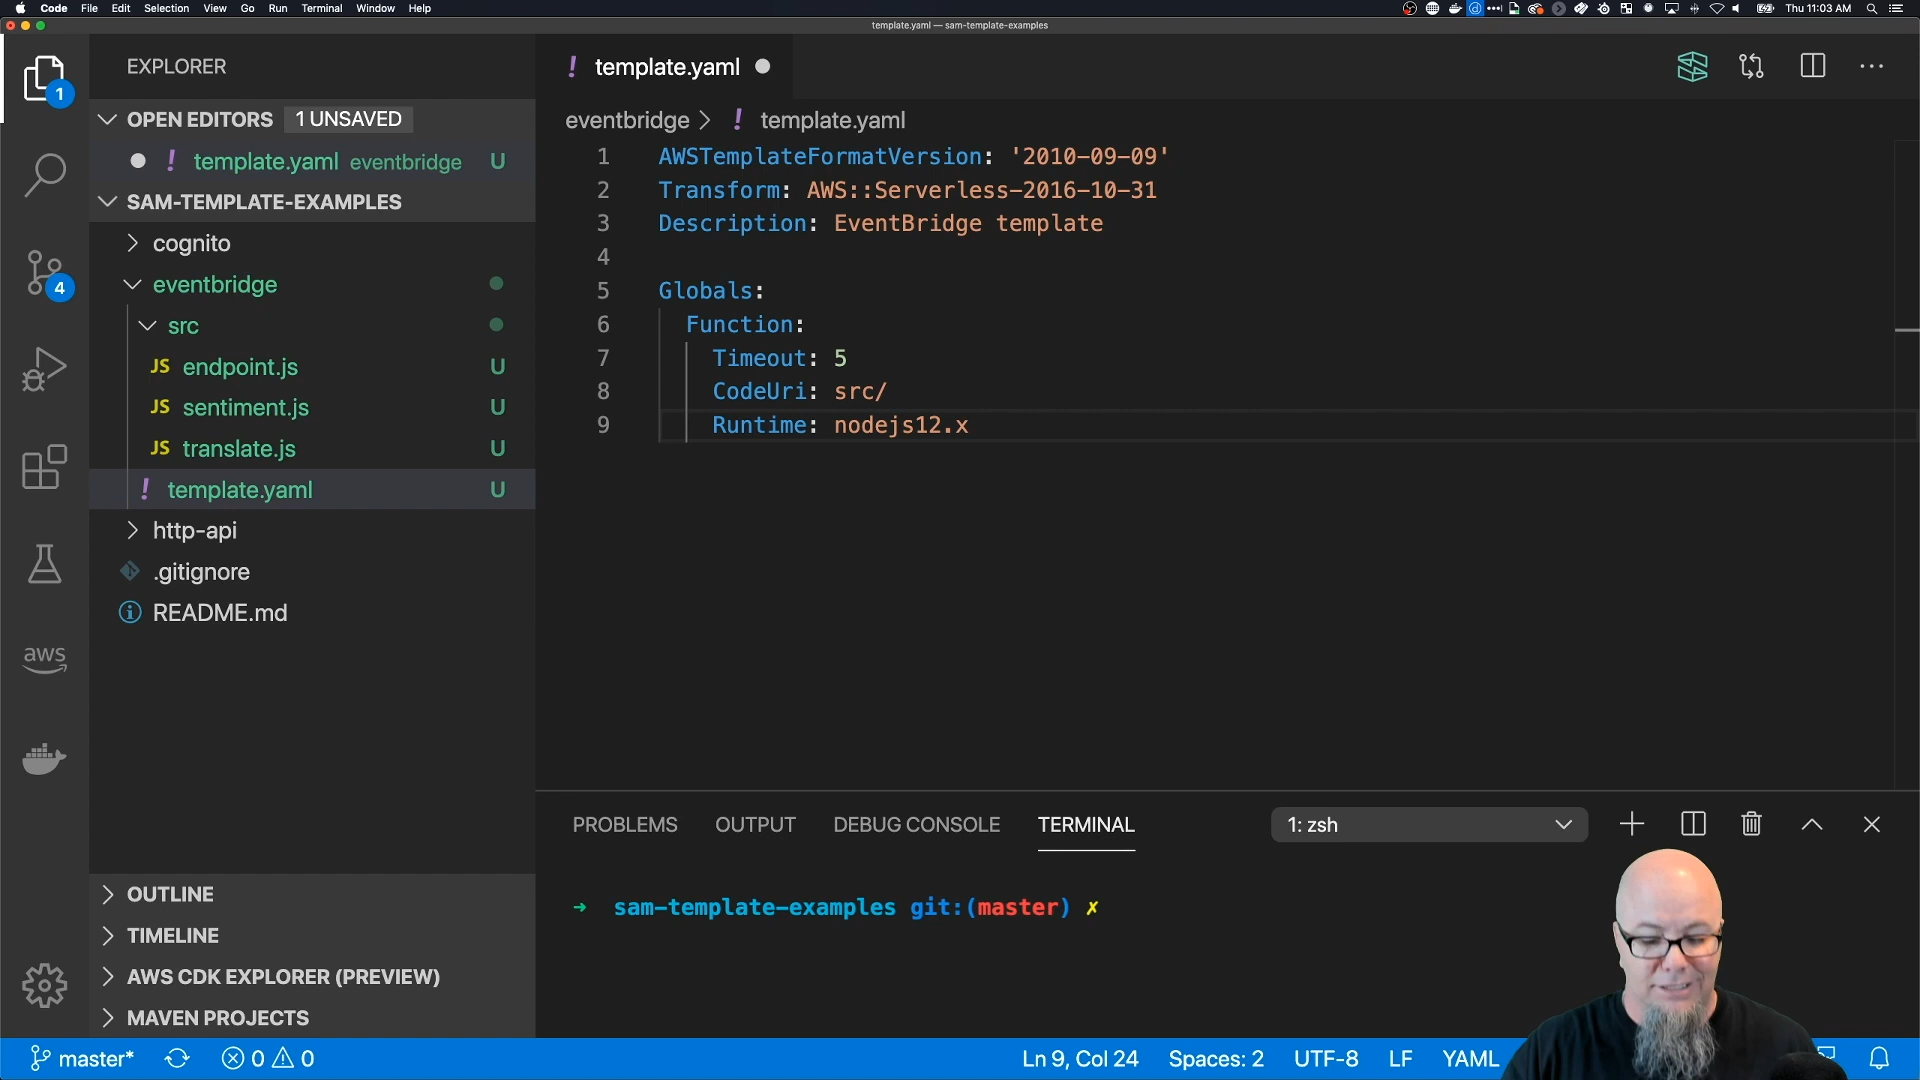 Code File Edit Selection View Go Run Terminal Window Help
Thu 11:03 AM
template.yaml — sam-template-examples
EXPLORER
OPEN EDITORS 1 UNSAVED
template.yaml eventbridge U
SAM-TEMPLATE-EXAMPLES
cognito
eventbridge
src
JS endpoint.js U
JS sentiment.js U
JS translate.js U
! template.yaml U
http-api
.gitignore
README.md
OUTLINE
TIMELINE
AWS CDK EXPLORER (PREVIEW)
MAVEN PROJECTS
1
4
aws
! template.yaml
eventbridge > ! template.yaml
1 AWSTemplateFormatVersion: '2010-09-09'
2 Transform: AWS::Serverless-2016-10-31
3 Description: EventBridge template
4
5 Globals:
6 Function:
7 Timeout: 5
8 CodeUri: src/
9 Runtime: nodejs12.x
PROBLEMS OUTPUT DEBUG CONSOLE TERMINAL
1: zsh
➜ sam-template-examples git:(master) ✗
master* 0 0
Ln 9, Col 24 Spaces: 2 UTF-8 LF YAML